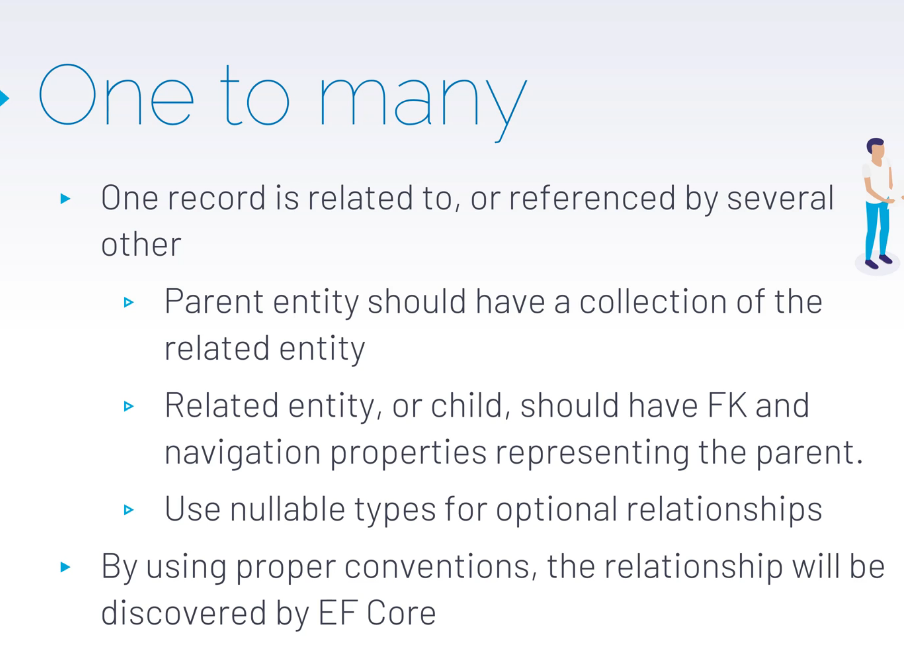 One to many
One record is related to, or referenced by several
other
Parent entity should have a collection of the
related entity
Related entity, or child, should have FK and
navigation properties representing the parent.
Use nullable types for optional relationships
By using proper conventions, the relationship will be
discovered by EF Core